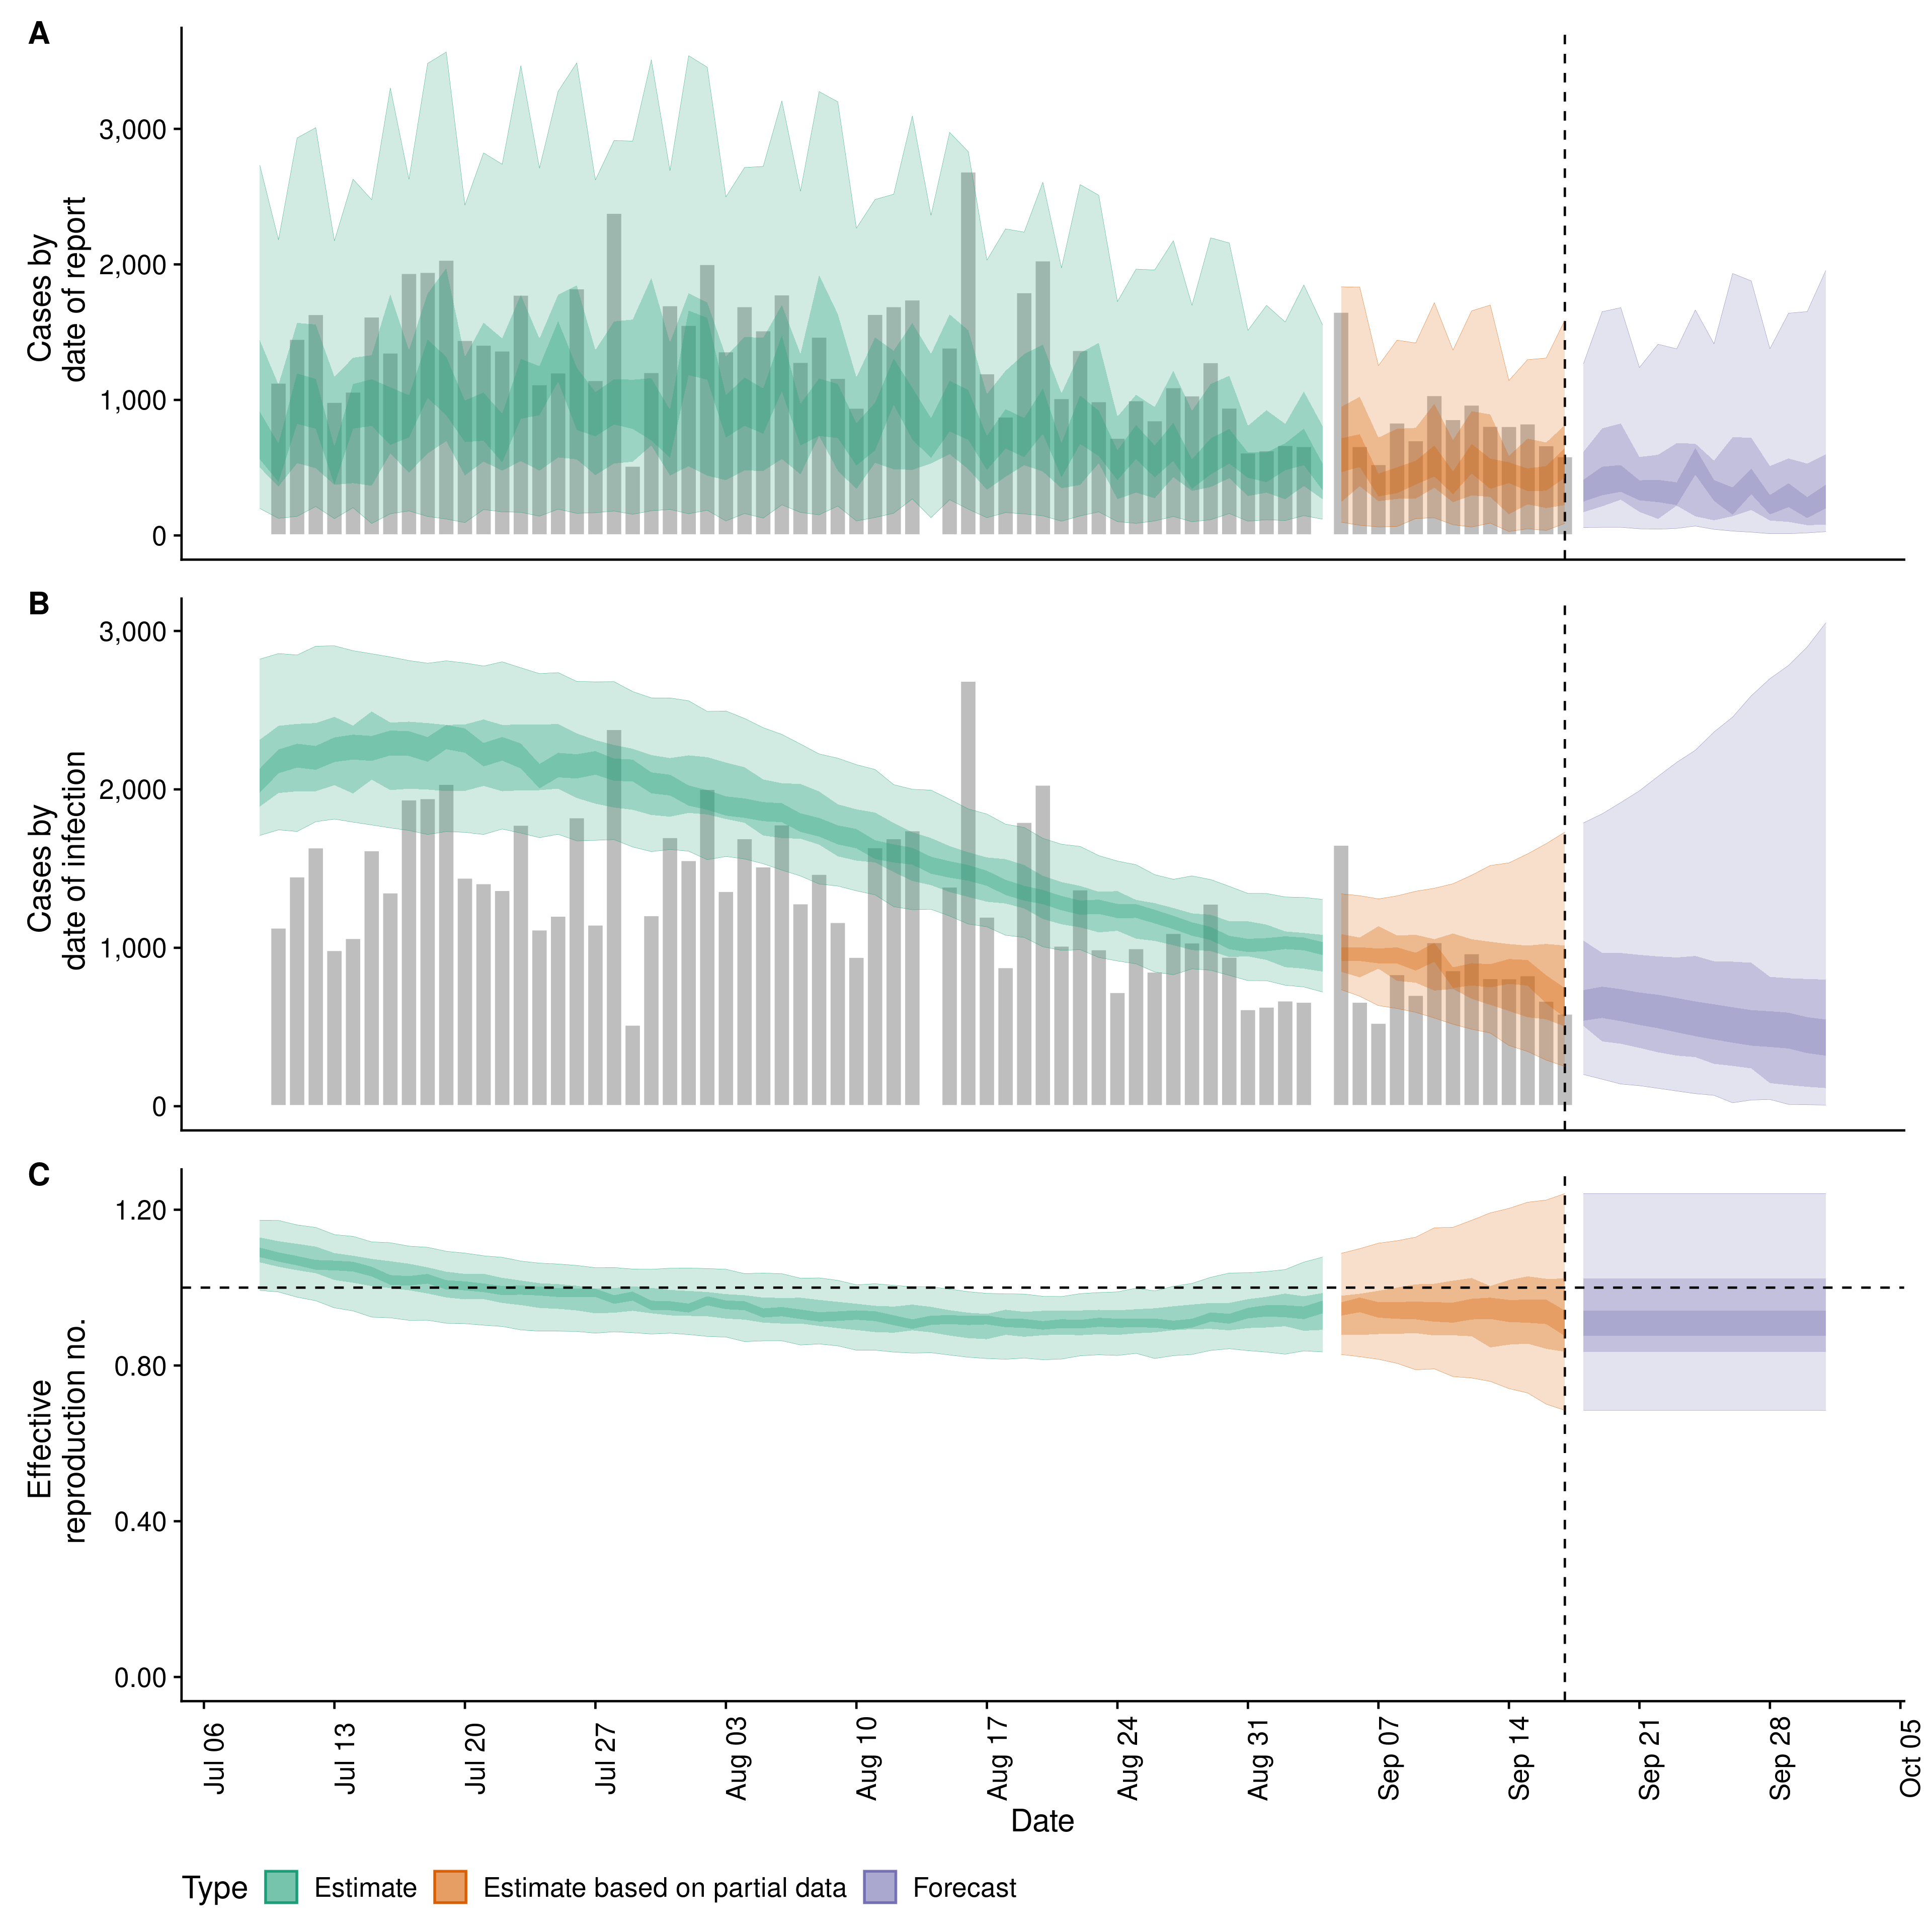 A
3,000
2,000
1,000
0
Cases by
date of report
B
3,000
2,000
1,000
0
Cases by
date of infection
C
1.20
0.80
0.40
0.00
Effective
reproduction no.
Jul 06
Jul 13
Jul 20
Jul 27
Aug 03
Aug 10
Aug 17
Aug 24
Aug 31
Sep 07
Sep 14
Sep 21
Sep 28
Oct 05
Date
Type Estimate Estimate based on partial data Forecast